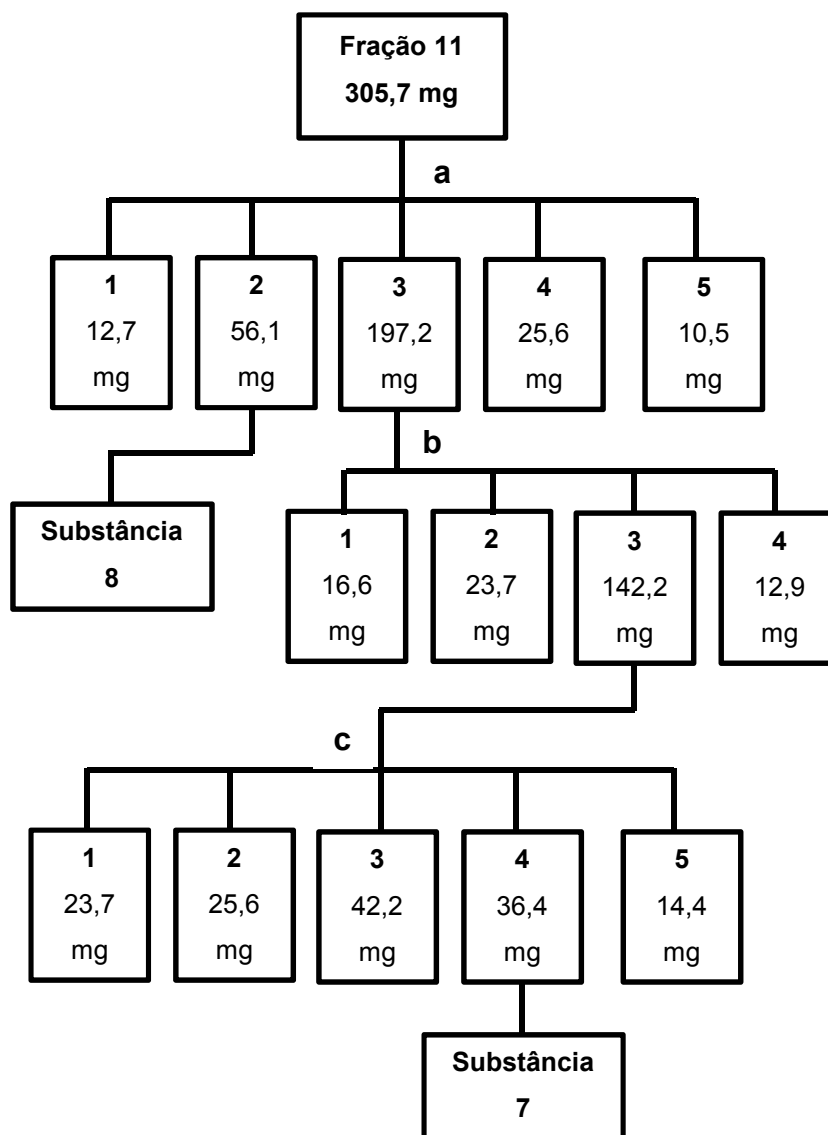 Fração 11
305,7 mg
a
1
12,7
mg
2
56,1
mg
3
197,2
mg
4
25,6
mg
5
10,5
mg
b
Substância
8
1
16,6
mg
2
23,7
mg
3
142,2
mg
4
12,9
mg
c
1
23,7
mg
2
25,6
mg
3
42,2
mg
4
36,4
mg
5
14,4
mg
Substância
7